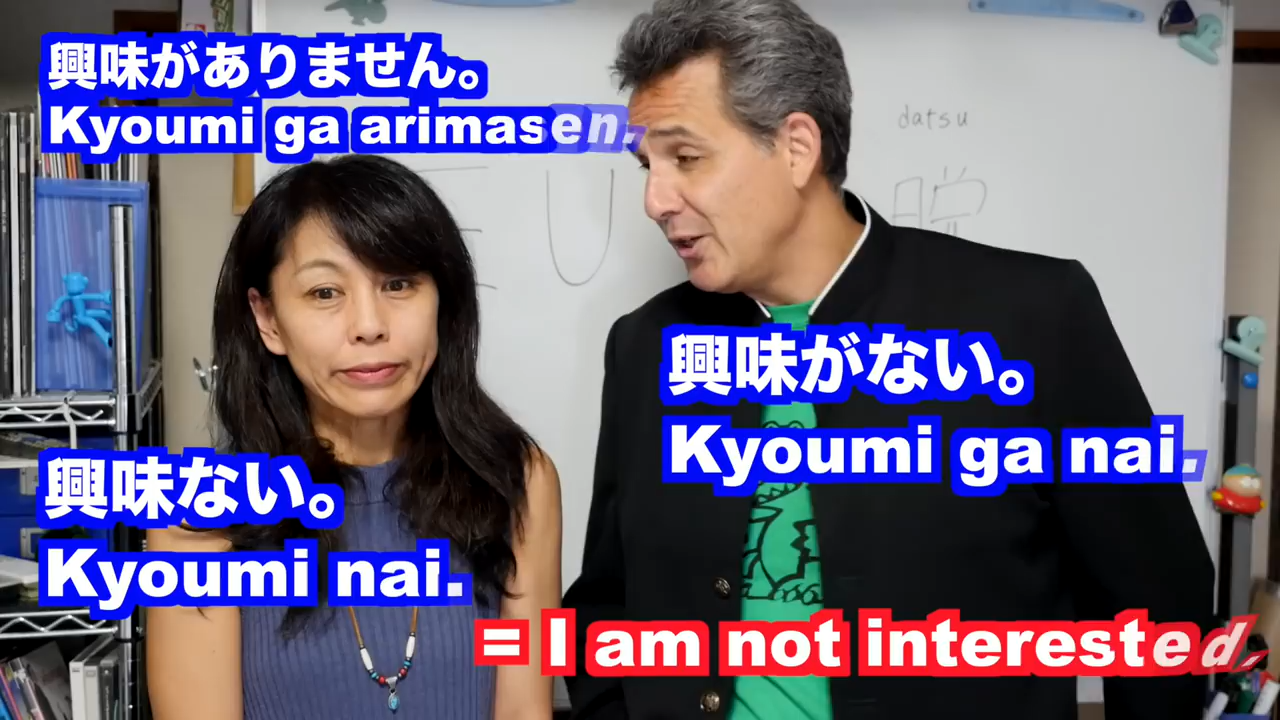 興味がありません。
Kyoumi ga arimasen.
datsu
脱
興味がない。
Kyoumi ga nai.
興味ない。
Kyoumi nai.
= I am not interested.